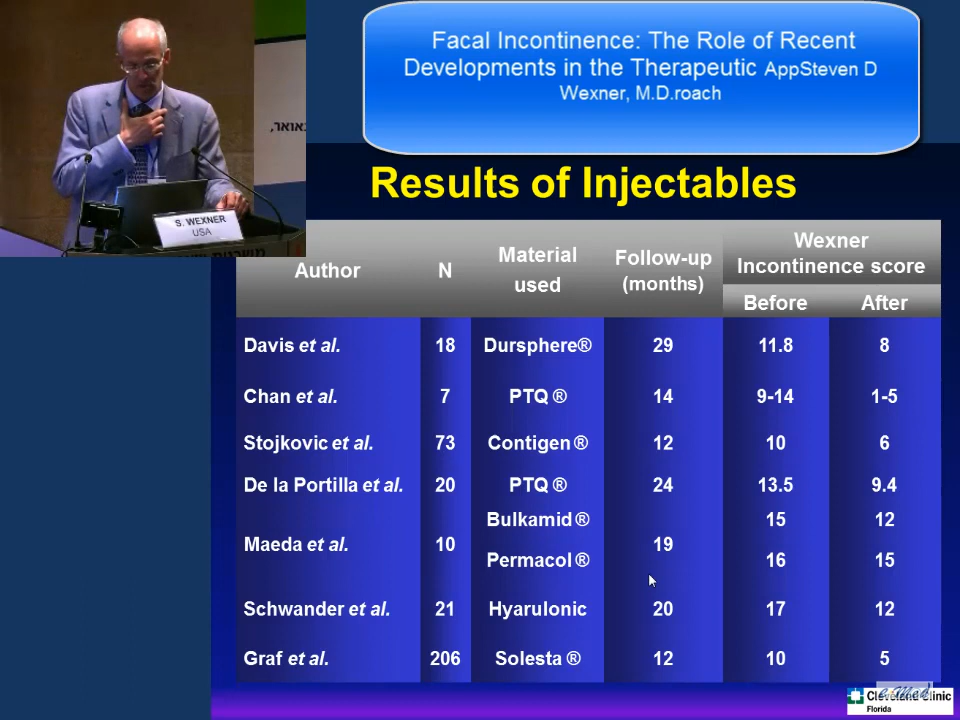 Facal Incontinence: The Role of Recent
Developments in the Therapeutic AppSteven D
Wexner, M.D.roach
S. WEXNER
USA
Results of Injectables
Author N Material used Follow-up (months) Wexner Incontinence score
Before After
Davis et al. 18 Dursphere® 29 11.8 8
Chan et al. 7 PTQ ® 14 9-14 1-5
Stojkovic et al. 73 Contigen ® 12 10 6
De la Portilla et al. 20 PTQ ® 24 13.5 9.4
Maeda et al. 10 Bulkamid ® 19 15 12
Permacol ® 16 15
Schwander et al. 21 Hyarulonic 20 17 12
Graf et al. 206 Solesta ® 12 10 5
Cleveland Clinic
Florida
e-Med